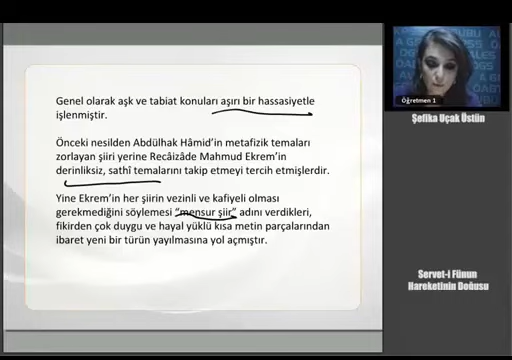 Genel olarak aşk ve tabiat konuları aşırı bir hassasiyetle
işlenmiştir.
Önceki nesilden Abdülhak Hâmid'in metafizik temaları
zorlayan şiiri yerine Recâizâde Mahmud Ekrem'in
derinliksiz, sathî temalarını takip etmeyi tercih etmişlerdir.
Yine Ekrem'in her şiirin vezinli ve kafiyeli olması
gerekmediğini söylemesi "mensur şiir" adını verdikleri,
fikirden çok duygu ve hayal yüklü kısa metin parçalarından
ibaret yeni bir türün yayılmasına yol açmıştır.
Öğretmen 1
Şefika Uçak Üstün
Servet-i Fünun
Hareketinin Doğusu